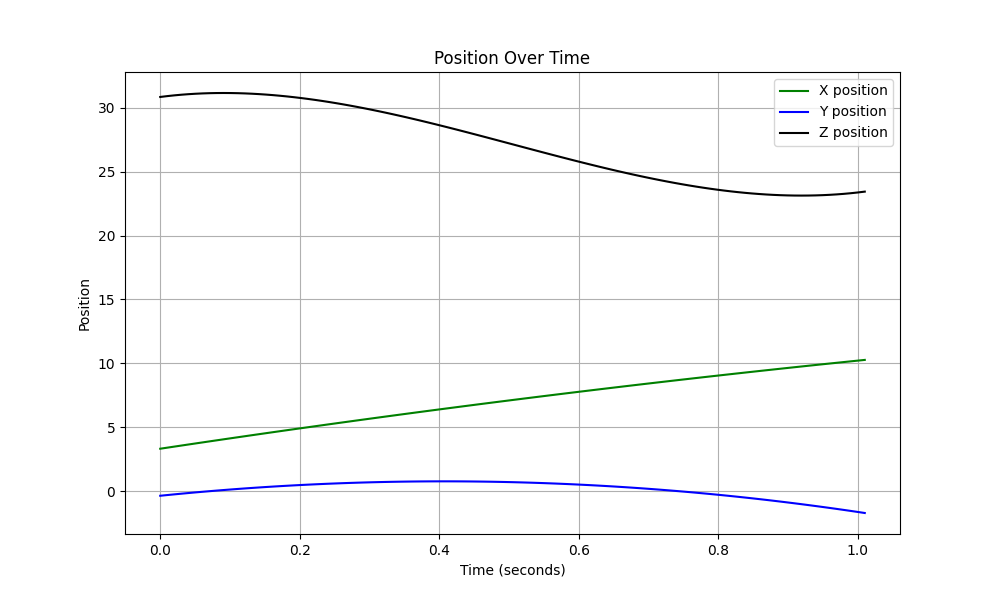 Position Over Time
X position
Y position
Z position
30
25
20
15
10
5
0
Position
0.0 0.2 0.4 0.6 0.8 1.0
Time (seconds)